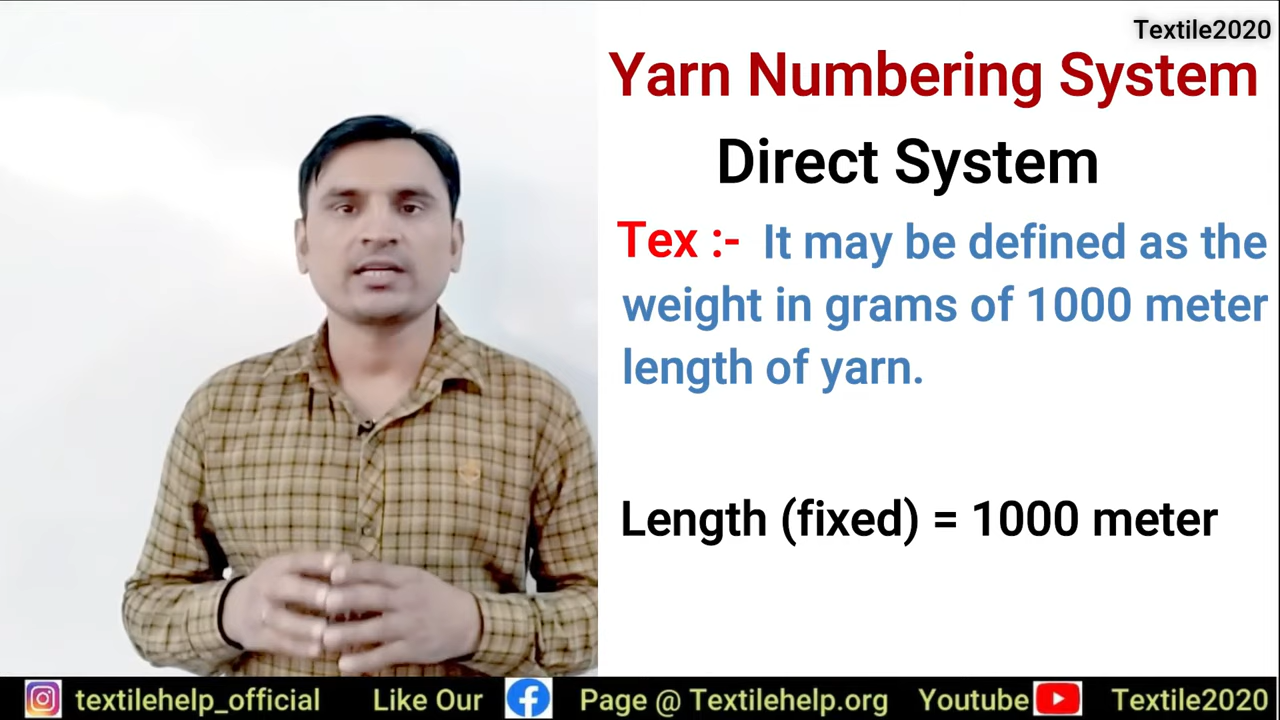 Textile2020
Yarn Numbering System
Direct System
Tex :- It may be defined as the
weight in grams of 1000 meter
length of yarn.
Length (fixed) = 1000 meter
textilehelp_official Like Our Page @ Textilehelp.org Youtube Textile2020